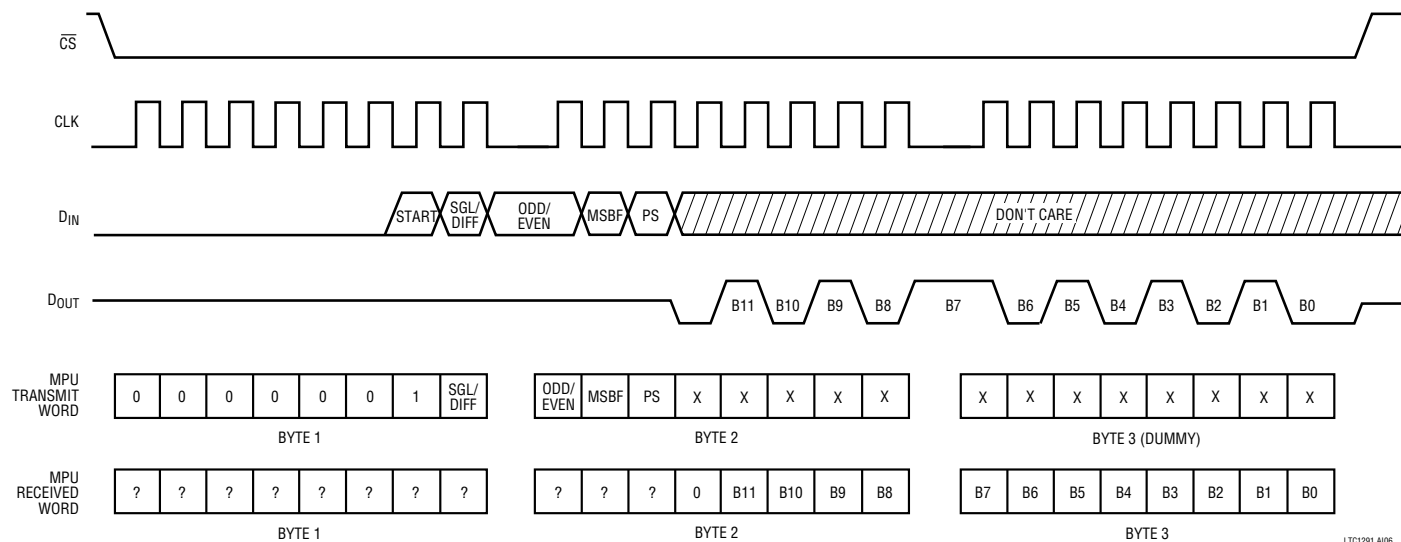 CS
CLK
DIN
START SGL/ DIFF ODD/ EVEN MSBF PS DON'T CARE
DOUT
B11 B10 B9 B8 B7 B6 B5 B4 B3 B2 B1 B0
MPU
TRANSMIT
WORD
0 0 0 0 0 0 1 SGL/ DIFF ODD/ EVEN MSBF PS X X X X X X X X X X X X X
BYTE 1 BYTE 2 BYTE 3 (DUMMY)
MPU
RECEIVED
WORD
? ? ? ? ? ? ? ? ? ? ? 0 B11 B10 B9 B8 B7 B6 B5 B4 B3 B2 B1 B0
BYTE 1 BYTE 2 BYTE 3
LTC1291 AI06